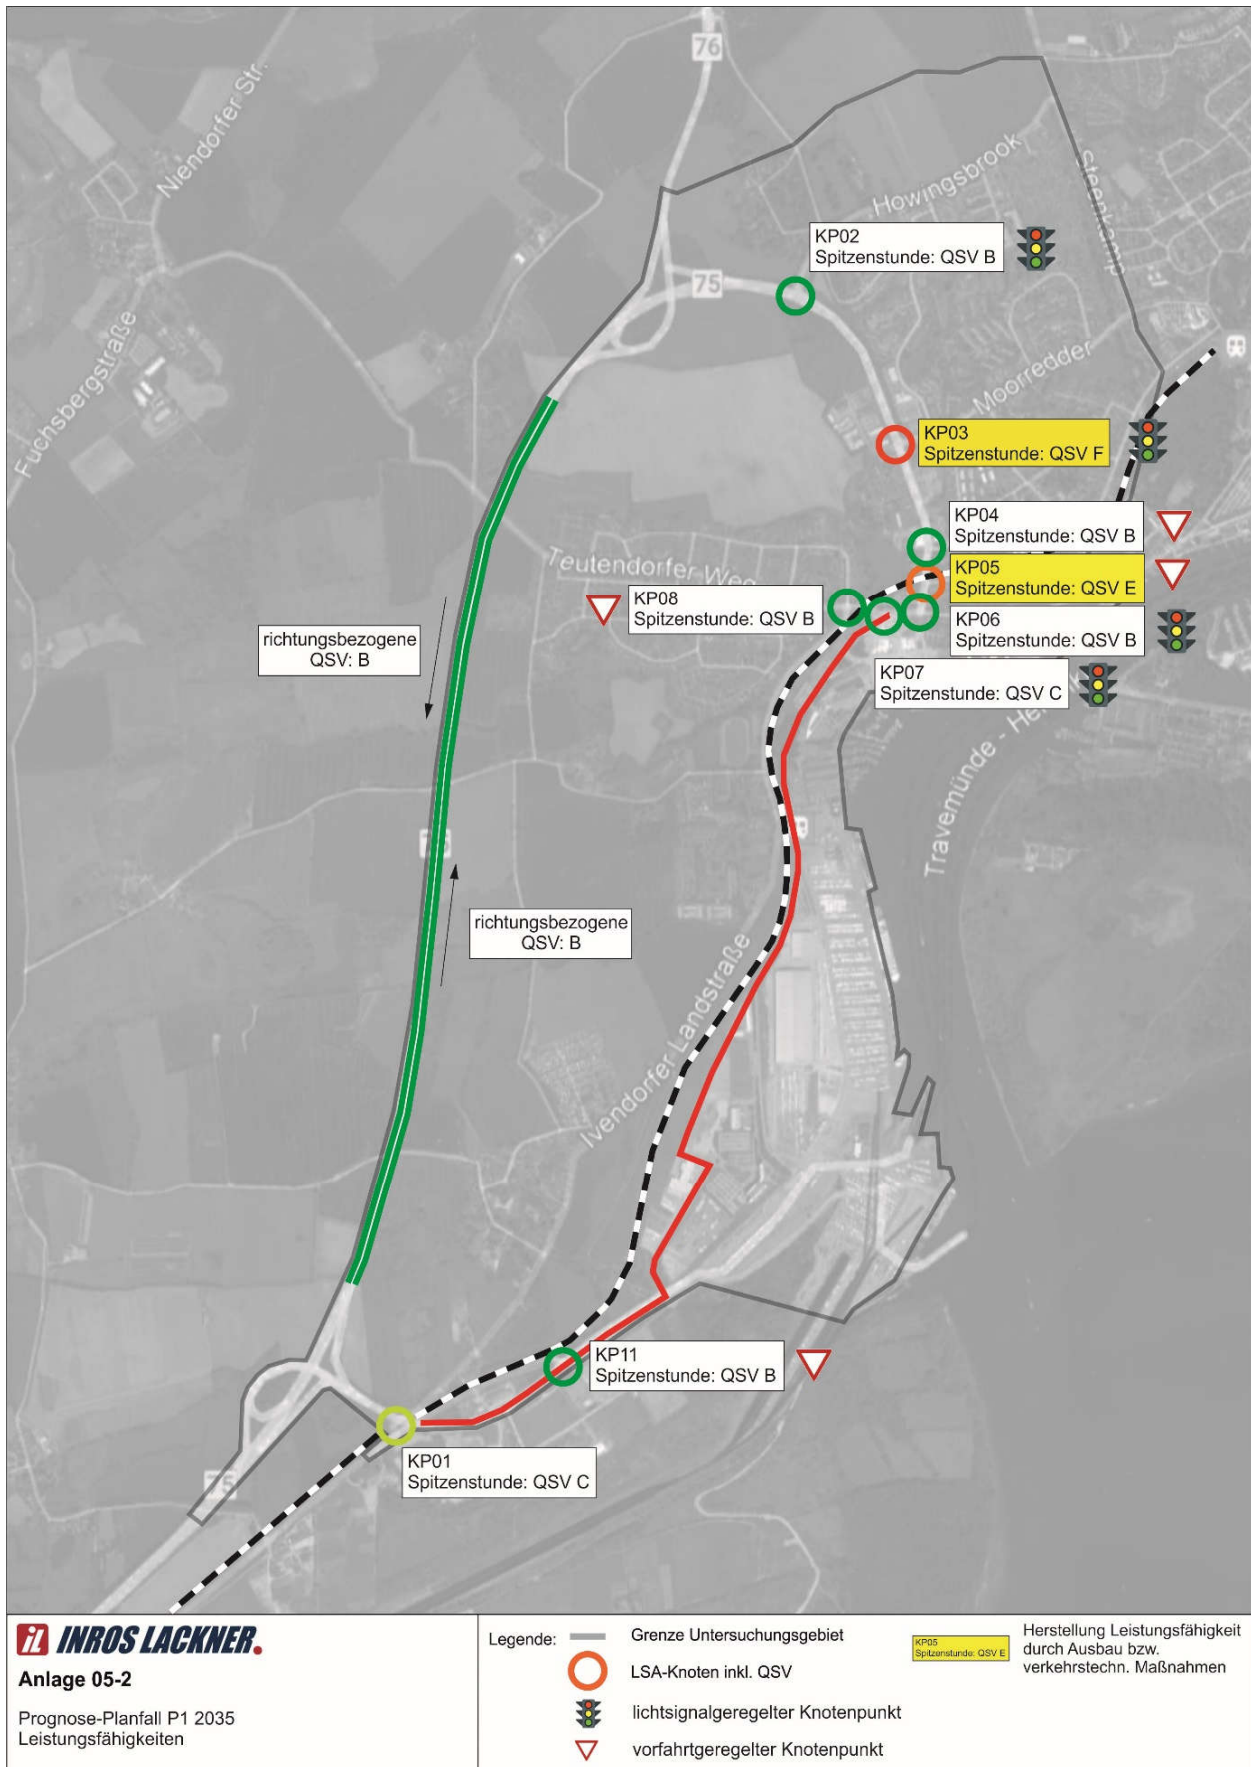 76
Niendorfer Str.
Howingsbrook
Steenkamp
KP02
Spitzenstunde: QSV B
75
Fuchsbergstraße
Moorredder
KP03
Spitzenstunde: QSV F
KP04
Spitzenstunde: QSV B
Teutendorfer Weg
KP05
Spitzenstunde: QSV E
KP08
Spitzenstunde: QSV B
KP06
Spitzenstunde: QSV B
richtungsbezogene
QSV: B
KP07
Spitzenstunde: QSV C
Travemünde - He
richtungsbezogene
QSV: B
Ivendorfer Landstraße
KP11
Spitzenstunde: QSV B
KP01
Spitzenstunde: QSV C
75
iL INROS LACKNER.
Anlage 05-2
Prognose-Planfall P1 2035
Leistungsfähigkeiten
Legende:
Grenze Untersuchungsgebiet
LSA-Knoten inkl. QSV
lichtsignalgeregelter Knotenpunkt
vorfahrtgeregelter Knotenpunkt
KP05
Spitzenstunde: QSV E
Herstellung Leistungsfähigkeit
durch Ausbau bzw.
verkehrstechn. Maßnahmen